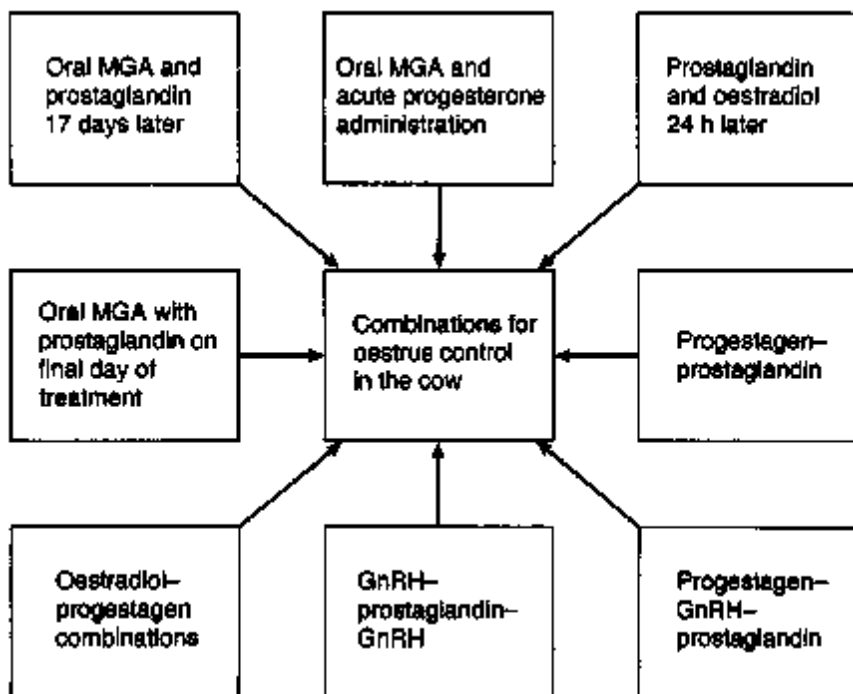 Oral MGA and
prostaglandin
17 days later
Oral MGA and
acute progesterone
administration
Prostaglandin
and oestradiol
24 h later
Oral MGA with
prostaglandin on
final day of
treatment
Combinations for
oestrus control
in the cow
Progestagen–
prostaglandin
Oestradiol–
progestagen
combinations
GnRH–
prostaglandin–
GnRH
Progestagen–
GnRH–
prostaglandin